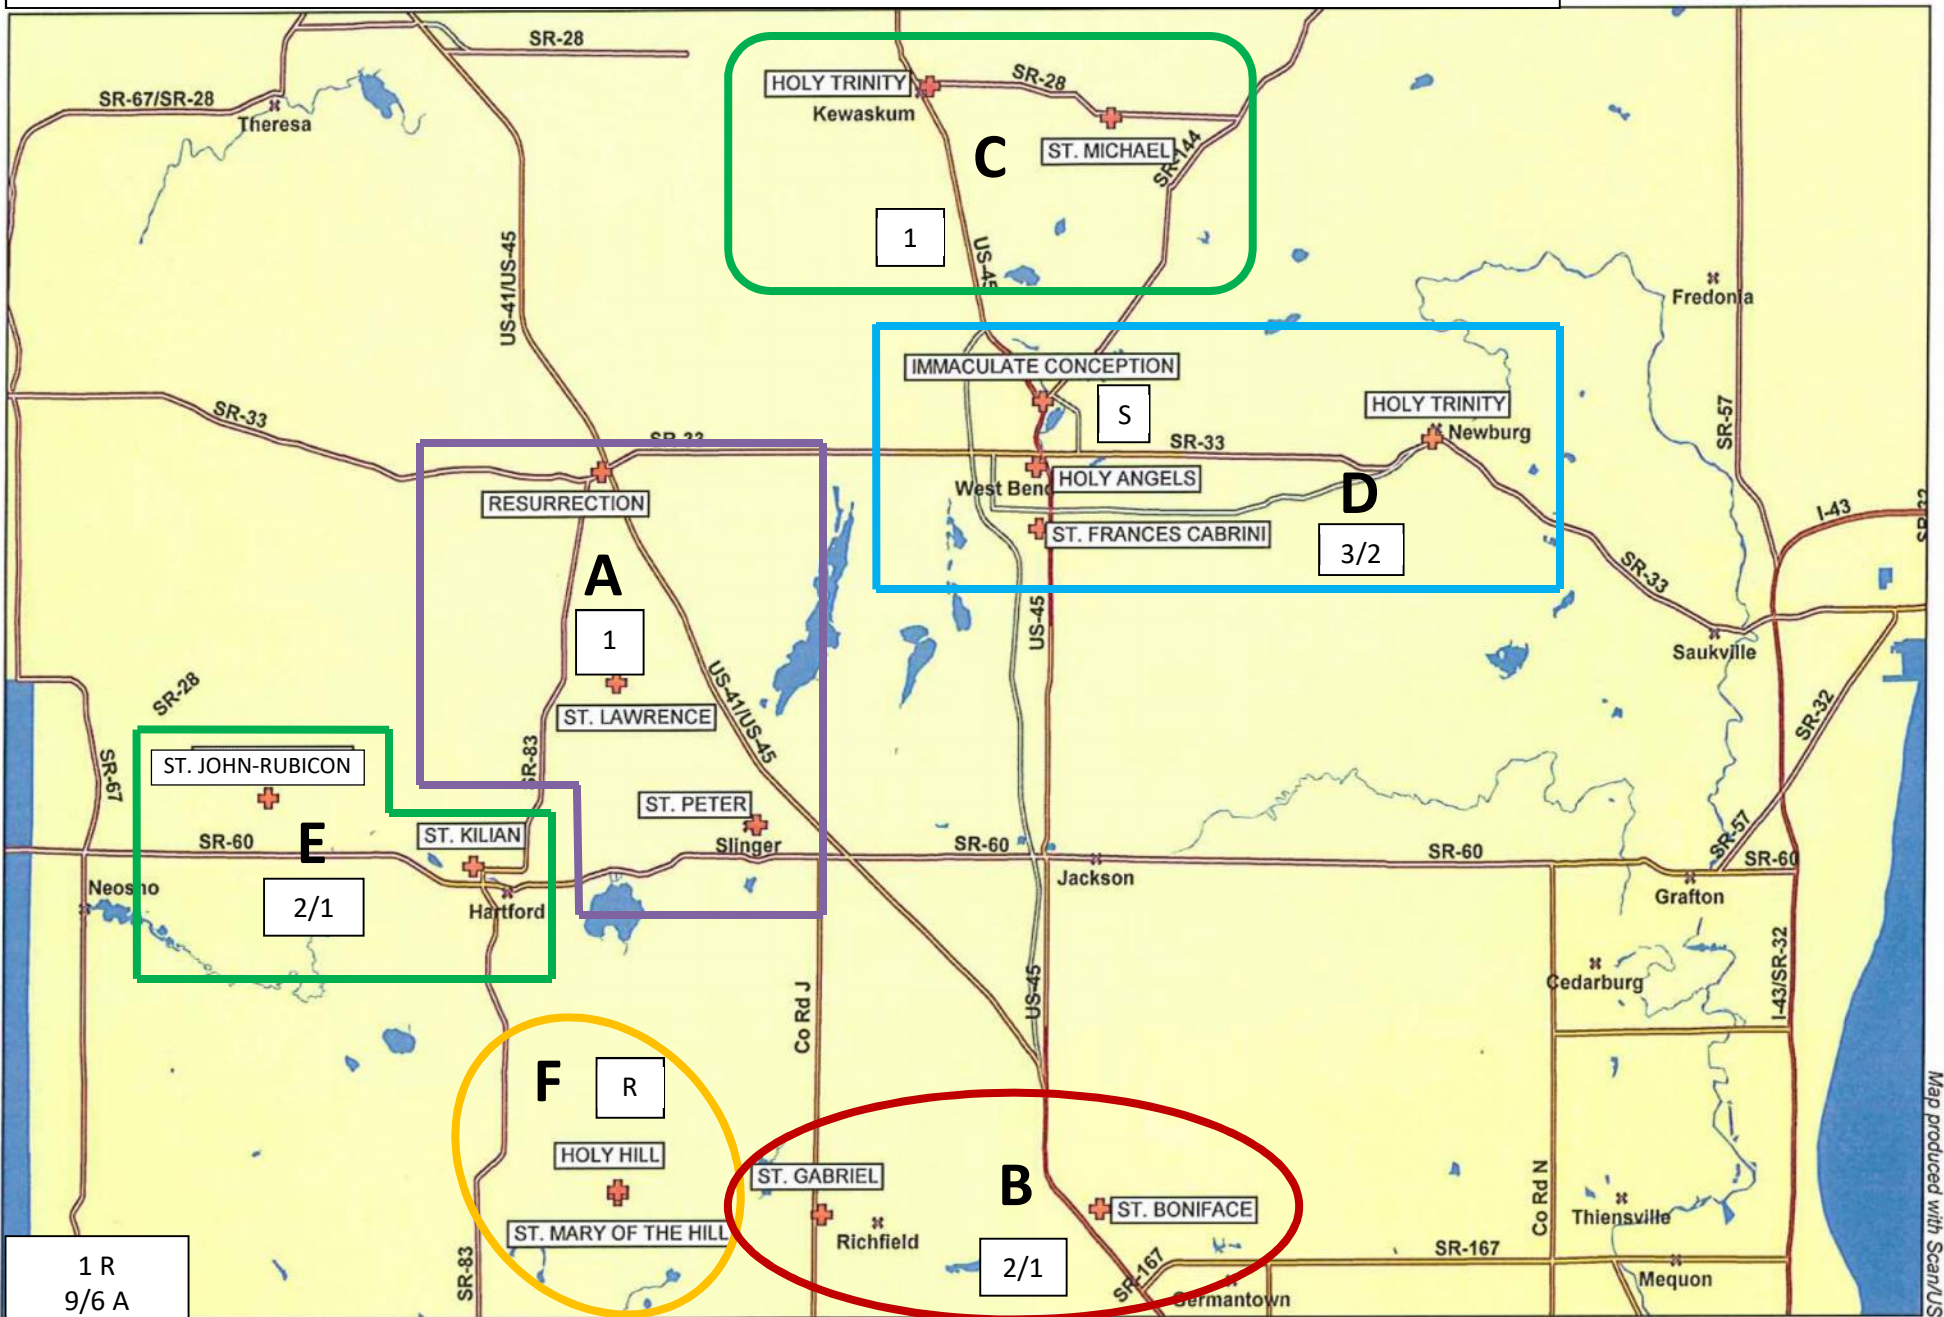 SR-28
SR-67/SR-28
Theresa
HOLY TRINITY
Kewaskum
SR-28
ST. MICHAEL
SR-144
C
1
US-45
US-41/US-45
Fredonia
IMMACULATE CONCEPTION
S
HOLY TRINITY
Newburg
SR-57
SR-33
SR-33
SR-33
RESURRECTION
West Bend
HOLY ANGELS
D
ST. FRANCES CABRINI
3/2
I-43
SR-32
A
1
US-45
SR-33
Saukville
ST. LAWRENCE
US-41/US-45
SR-28
SR-32
SR-67
ST. JOHN-RUBICON
SR-83
ST. PETER
Slinger
ST. KILIAN
SR-60
E
SR-60
Jackson
SR-60
SR-57
SR-60
Grafton
Neosho
2/1
Hartford
Cedarburg
I-43/SR-32
US-45
Co Rd J
F
R
HOLY HILL
ST. MARY OF THE HILL
ST. GABRIEL
Richfield
B
ST. BONIFACE
2/1
Co Rd N
Thiensville
SR-83
SR-167
SR-167
Mequon
Germantown
1 R
9/6 A
Map produced with Scan/US